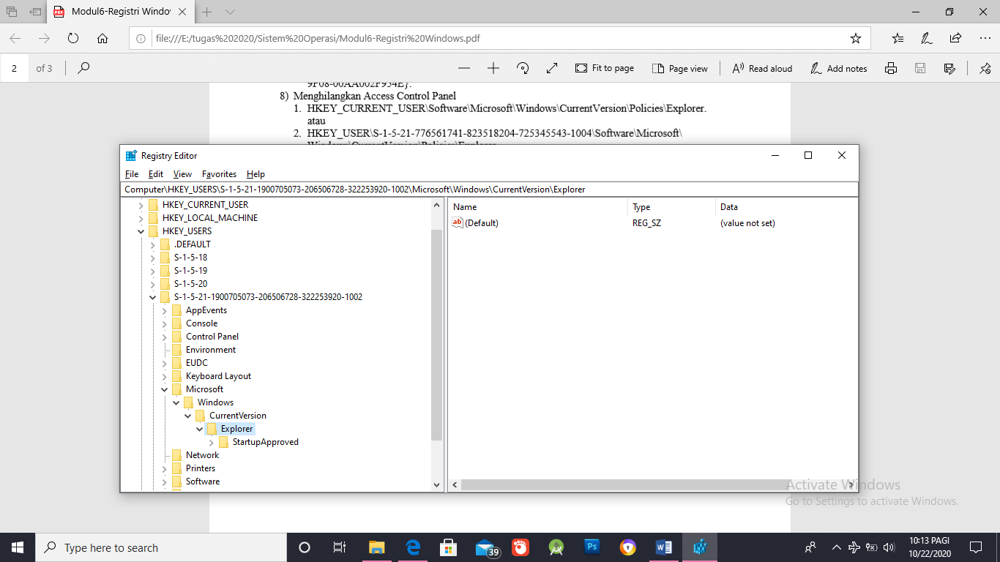 Modul6-Registri Windo
file:///E:/tugas%202020/Sistem%20Operasi/Modul6-Registri%20Windows.pdf
2 of 3
Fit to page
Page view
Read aloud
Add notes
9F08-00AA002F954E}.
8) Menghilangkan Access Control Panel
1. HKEY_CURRENT_USER\Software\Microsoft\Windows\CurrentVersion\Policies\Explorer.
atau
2. HKEY_USER\S-1-5-21-776561741-823518204-725345543-1004\Software\Microsoft\
Windows\CurrentVersion\Policies\Explorer
Registry Editor
File Edit View Favorites Help
Computer\HKEY_USERS\S-1-5-21-1900705073-206506728-322253920-1002\Microsoft\Windows\CurrentVersion\Explorer
HKEY_CURRENT_USER
HKEY_LOCAL_MACHINE
HKEY_USERS
.DEFAULT
S-1-5-18
S-1-5-19
S-1-5-20
S-1-5-21-1900705073-206506728-322253920-1002
AppEvents
Console
Control Panel
Environment
EUDC
Keyboard Layout
Microsoft
Windows
CurrentVersion
Explorer
StartupApproved
Network
Printers
Software
Name Type Data
ab (Default) REG_SZ (value not set)
Activate Windows
Go to Settings to activate Windows.
Type here to search
39
Ps
10:13 PAGI
10/22/2020